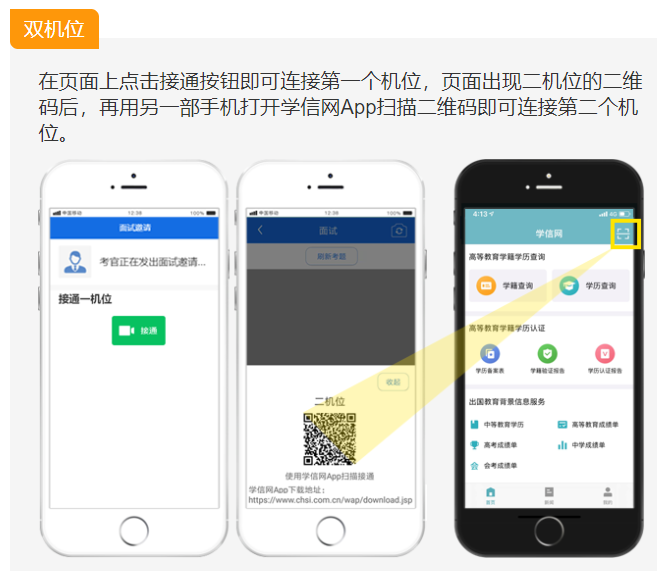 双机位
在页面上点击接通按钮即可连接第一个机位，页面出现二机位的二维
码后，再用另一部手机打开学信网App扫描二维码即可连接第二个机
位。
中国移动 12:38 100%
面试邀请
考官正在发出面试邀请...
接通一机位
接通
中国移动 12:38 100%
面试
刷新考题
收起
二机位
使用学信网App扫描接通
学信网App下载地址：
https://www.chsi.com.cn/wap/download.jsp
4:13 4G
学信网
高等教育学籍学历查询
学籍查询 学历查询
高等教育学籍学历认证
学历备案表 学籍验证报告 学历认证报告
出国教育背景信息服务
中等教育学历 高等教育成绩单
高考成绩单 中学成绩单
会考成绩单
首页 新闻 我的